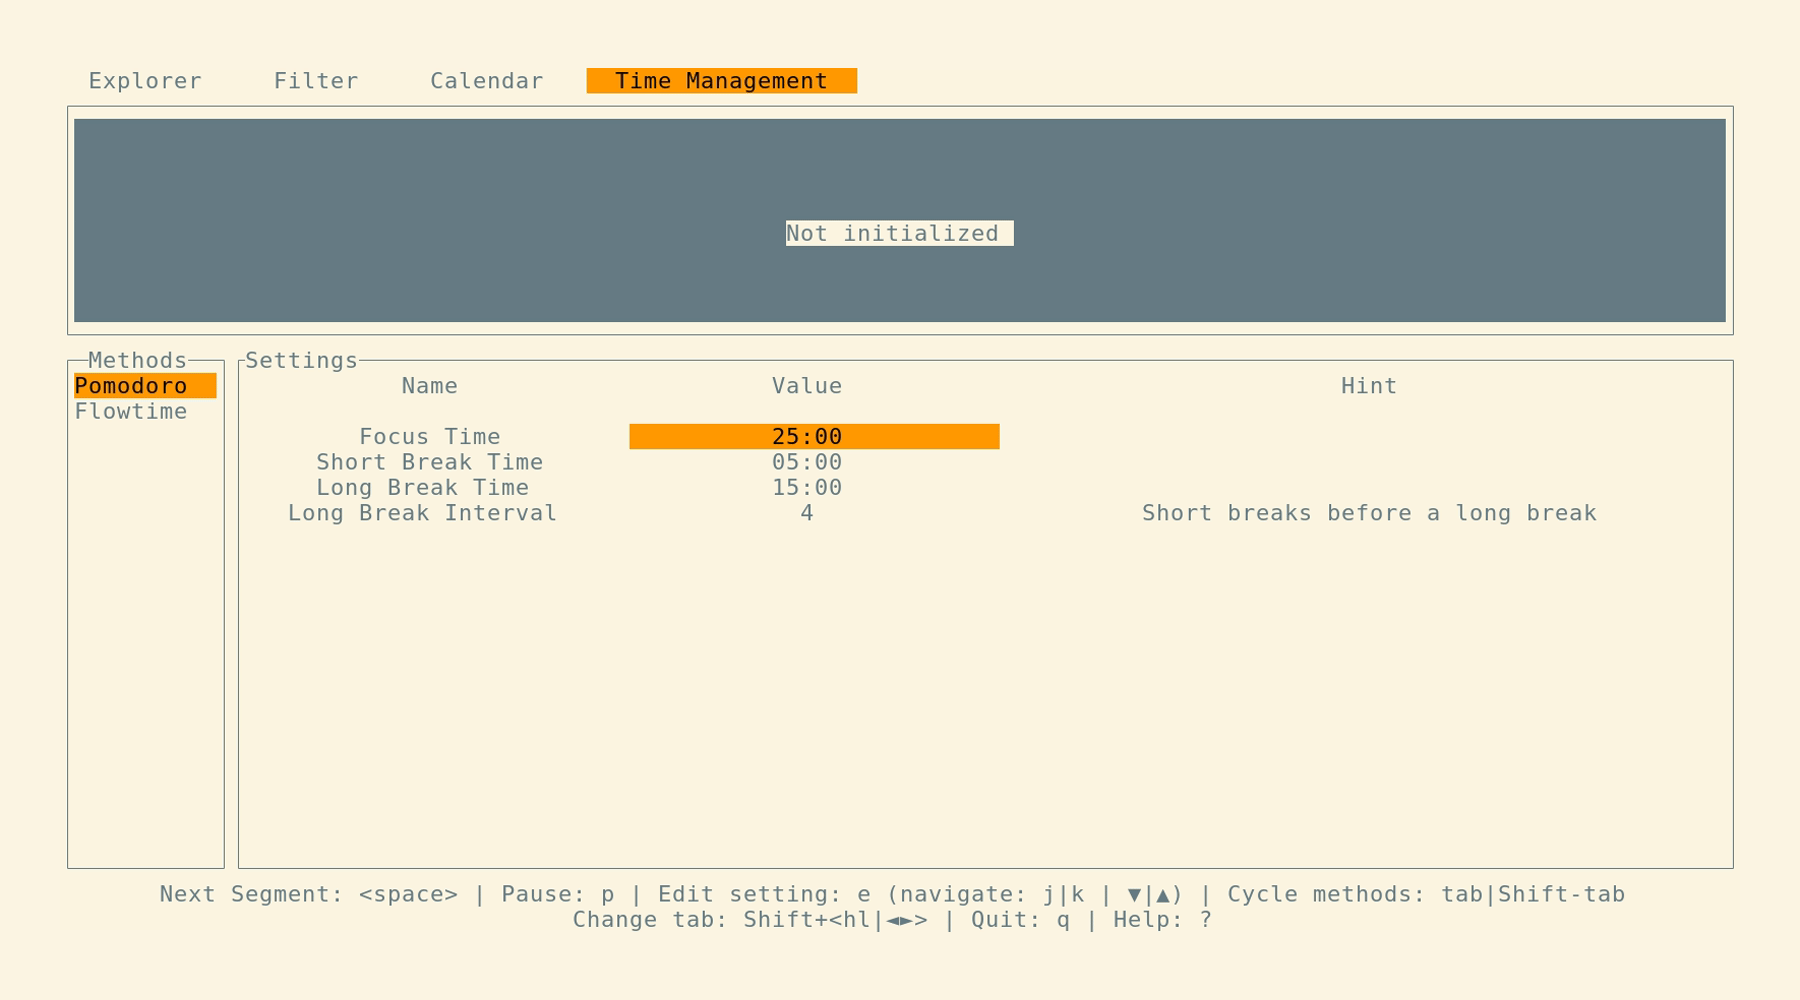 Explorer Filter Calendar Time Management
Not initialized
Methods
Pomodoro
Flowtime
Settings
Name Value Hint
Focus Time 25:00
Short Break Time 05:00
Long Break Time 15:00
Long Break Interval 4 Short breaks before a long break
Next Segment: <space> | Pause: p | Edit setting: e (navigate: j|k | ▼|▲) | Cycle methods: tab|Shift-tab
Change tab: Shift+<hl|◄►> | Quit: q | Help: ?